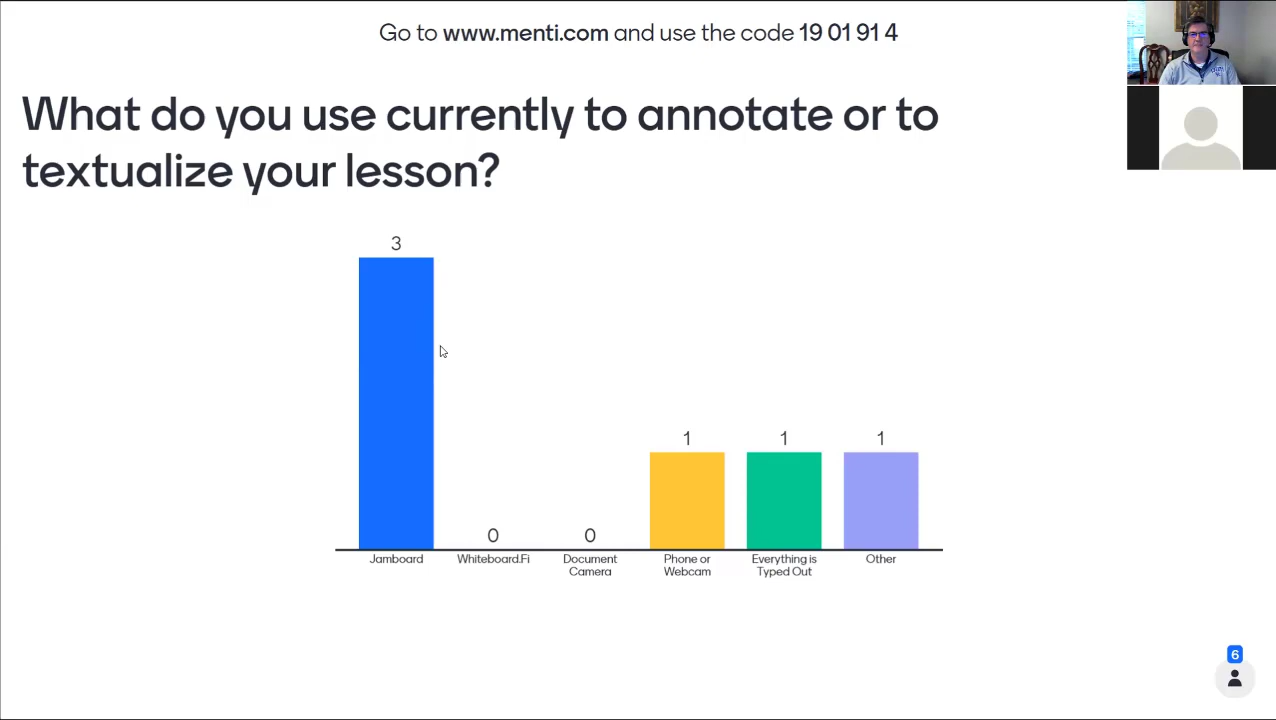 Go to www.menti.com and use the code 19 01 91 4
What do you use currently to annotate or to
textualize your lesson?
3
0
0
1
1
1
Jamboard
Whiteboard.Fi
Document
Camera
Phone or
Webcam
Everything is
Typed Out
Other
6